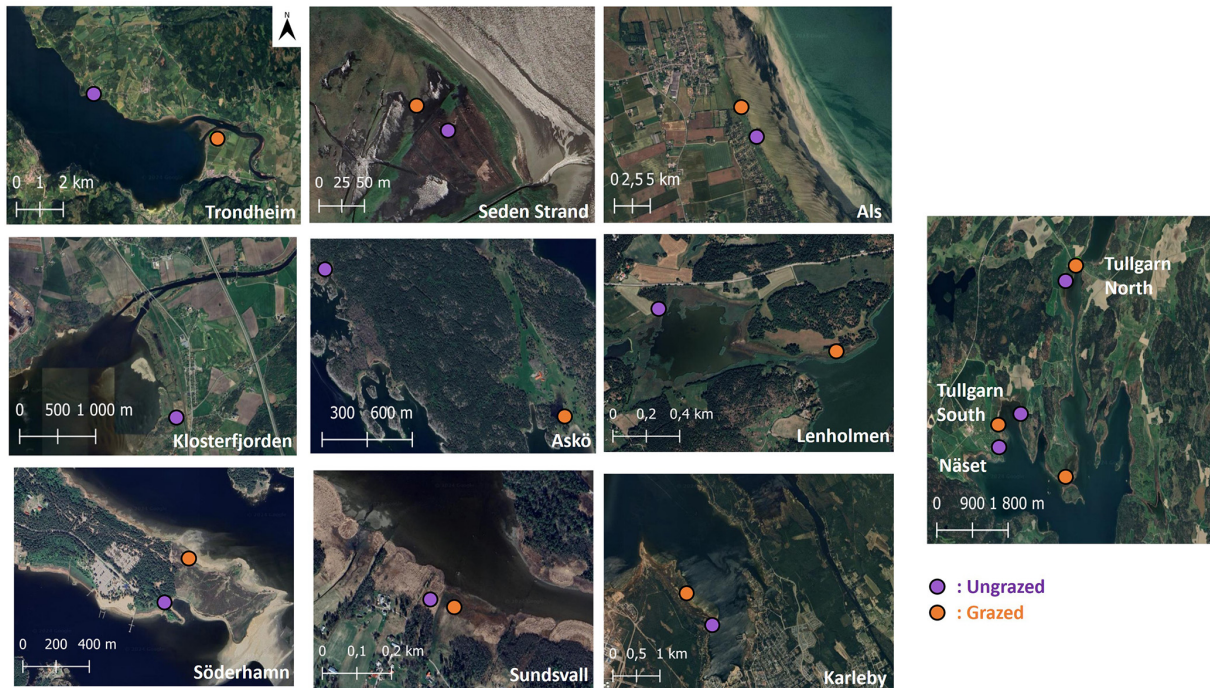 N
0 1 2 km
Trondheim
0 25 50 m
Seden Strand
0 2,5 5 km
Als
0 500 1 000 m
Klosterfjorden
300 600 m
Askö
0 0,2 0,4 km
Lenholmen
0 200 400 m
Söderhamn
0 0,1 0,2 km
Sundsvall
0 0,5 1 km
Karleby
Tullgarn
North
Tullgarn
South
Näset
0 900 1 800 m
: Ungrazed
: Grazed